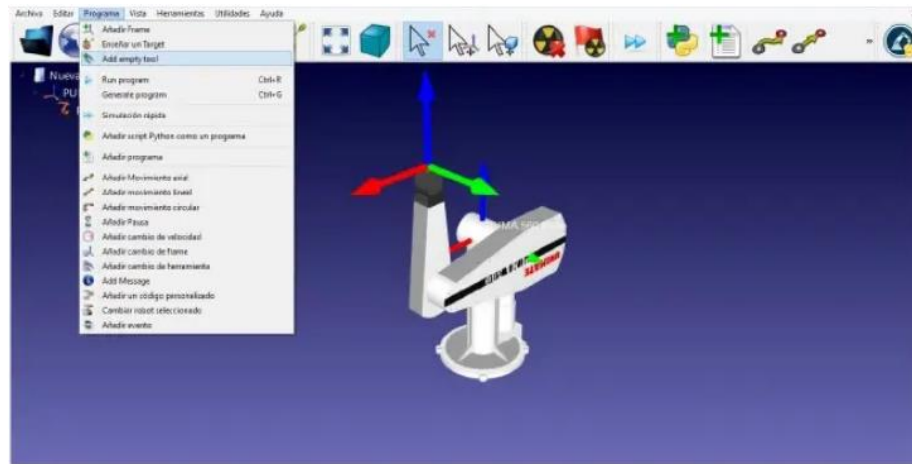 Archivo Editar Programa Vista Herramientas Utilidades Ayuda
Añadir Frame
Enseñar un Target
Add empty tool
Nueva
PU
Run program Ctrl+R
Generate program Ctrl+G
Simulación rápida
Añadir script Python como un programa
Añadir programa
Añadir Movimiento axial
Añadir movimiento lineal
Añadir movimiento circular
Añadir Pausa
Añadir cambio de velocidad
Añadir cambio de frame
Añadir cambio de herramienta
Add Message
Añadir un código personalizado
Cambiar robot seleccionado
Añadir evento
UNIMATE